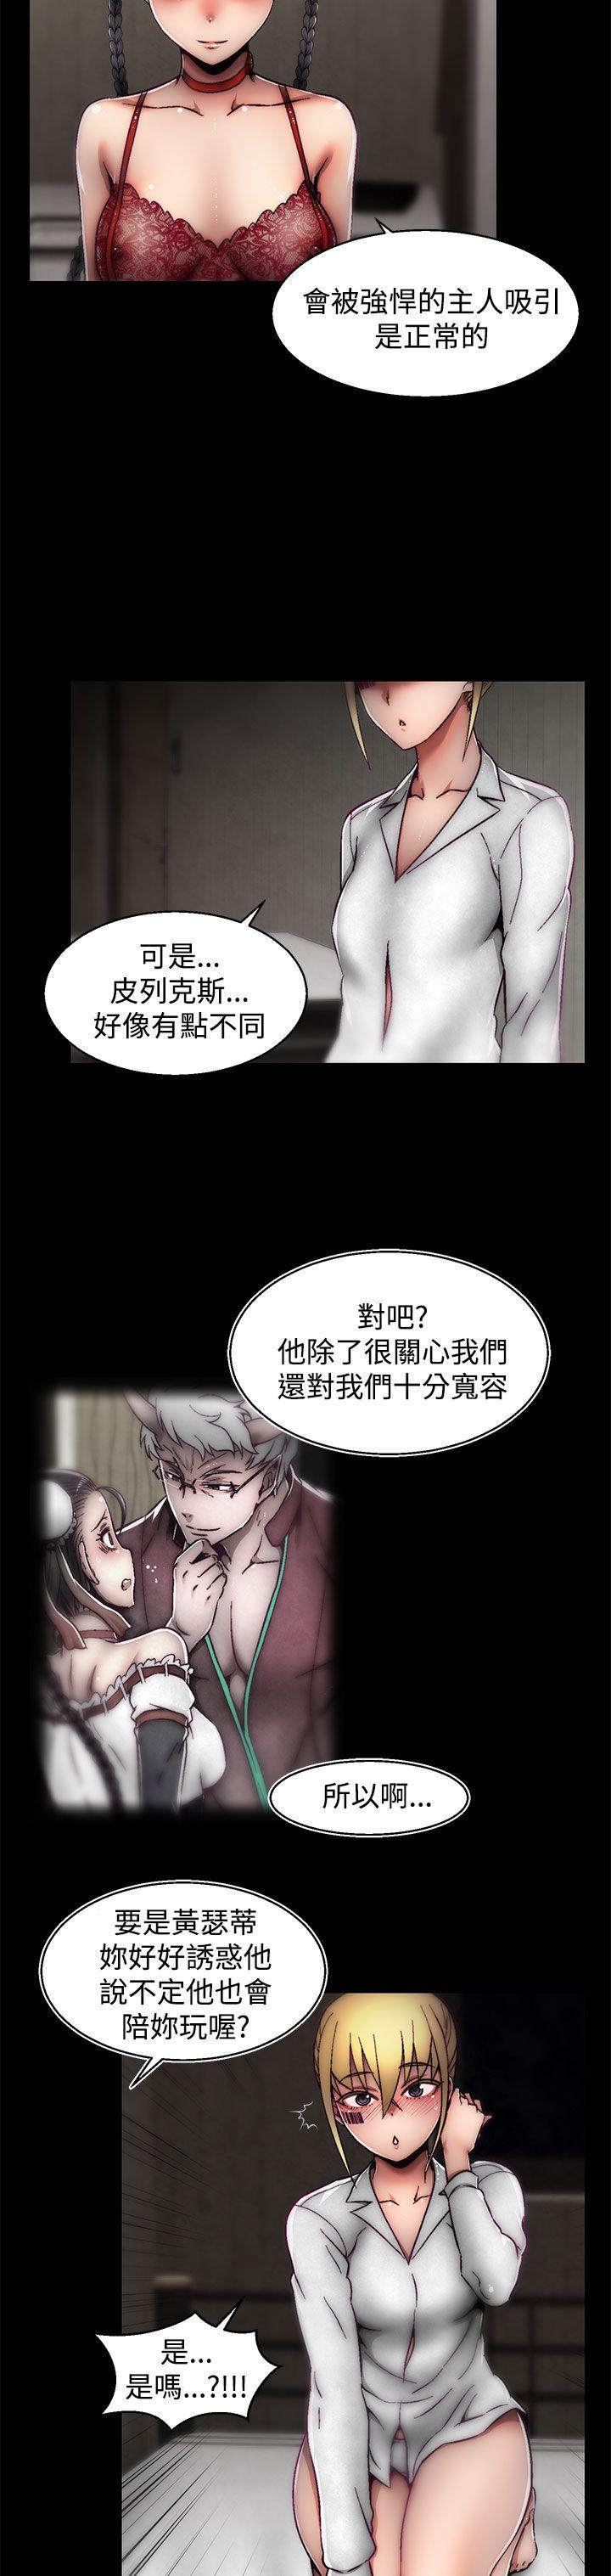 會被強悍的主人吸引
是正常的
可是...
皮列克斯...
好像有點不同
對吧?
他除了很關心我們
還對我們十分寬容
所以啊...
要是黃瑟蒂
妳好好誘惑他
說不定他也會
陪妳玩喔?
是...
是嗎...?!!!